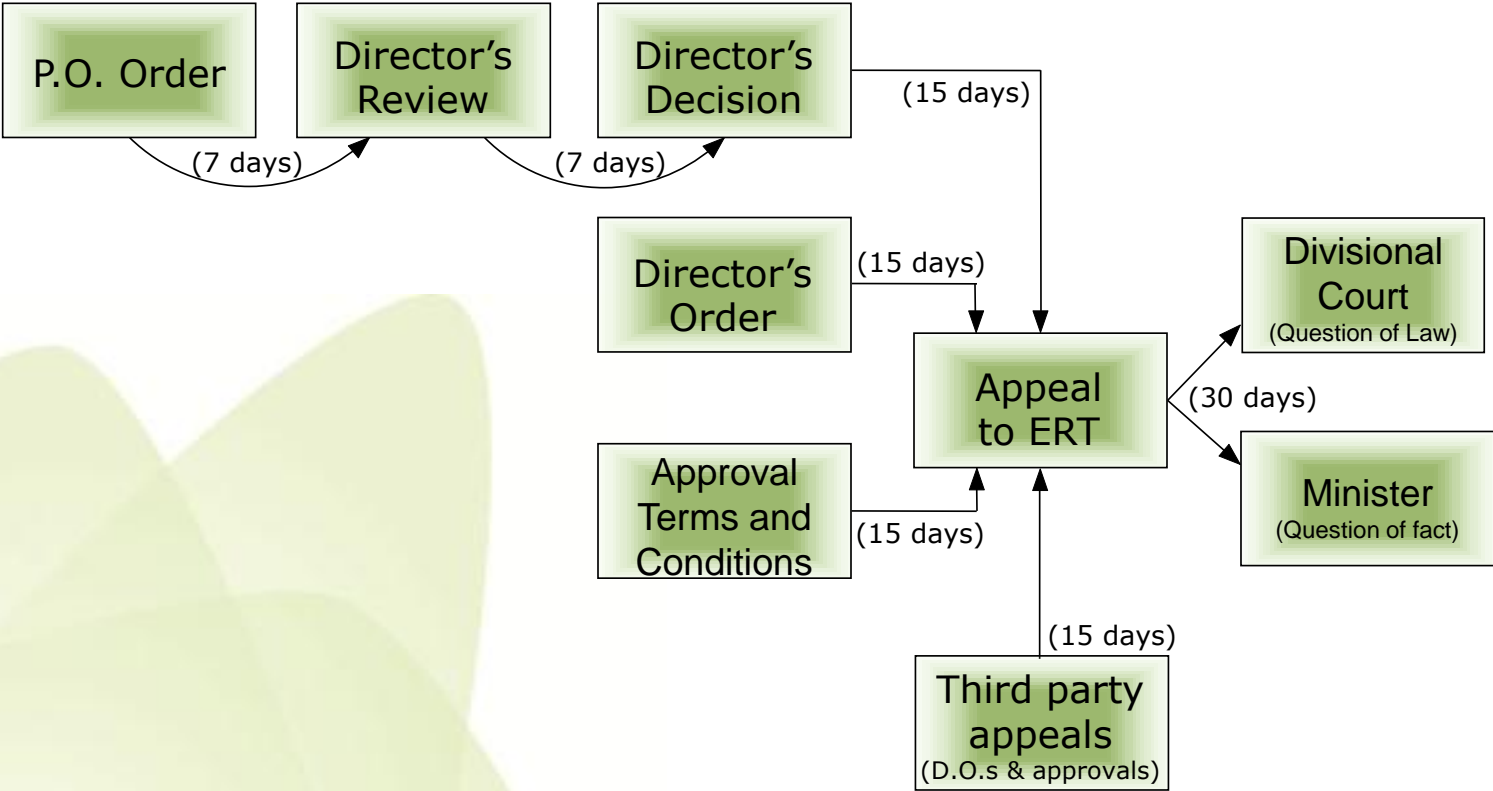 P.O. Order
(7 days)
Director’s
Review
(7 days)
Director’s
Decision
(15 days)
Director’s
Order
(15 days)
Approval
Terms and
Conditions
(15 days)
Third party
appeals
(D.O.s & approvals)
(15 days)
Appeal
to ERT
(30 days)
Divisional
Court
(Question of Law)
Minister
(Question of fact)